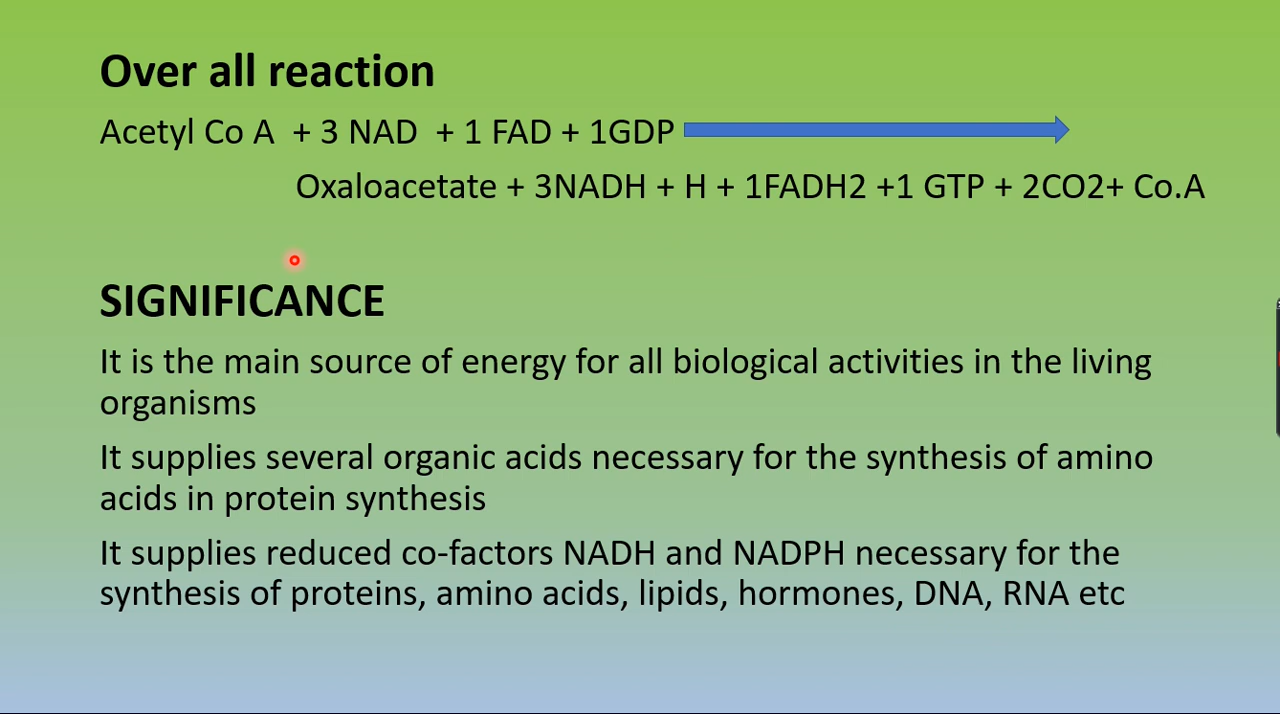 Over all reaction
Acetyl Co A + 3 NAD + 1 FAD + 1GDP
Oxaloacetate + 3NADH + H + 1FADH2 +1 GTP + 2CO2+ Co.A
SIGNIFICANCE
It is the main source of energy for all biological activities in the living
organisms
It supplies several organic acids necessary for the synthesis of amino
acids in protein synthesis
It supplies reduced co-factors NADH and NADPH necessary for the
synthesis of proteins, amino acids, lipids, hormones, DNA, RNA etc